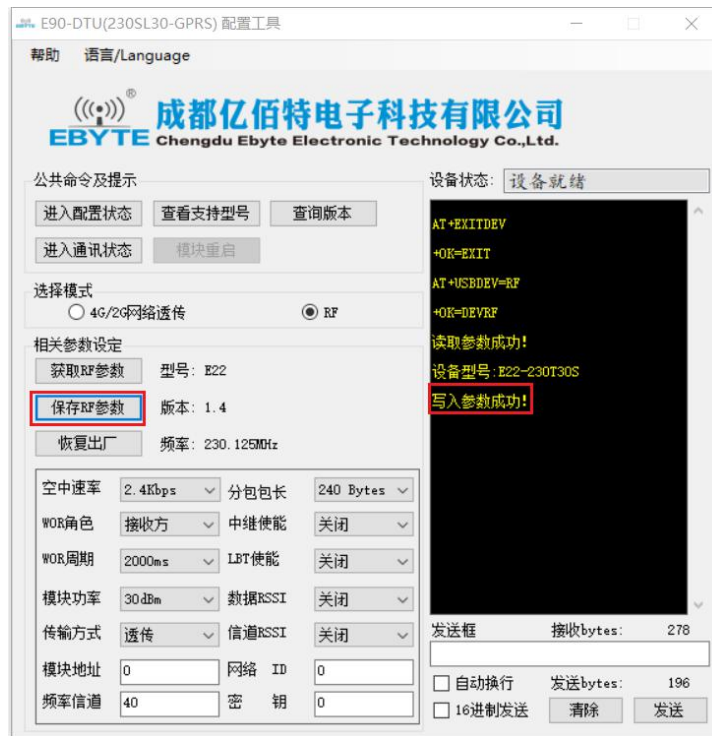 E90-DTU(230SL30-GPRS) 配置工具
帮助 语言/Language
((•)) ®
EBYTE
成都亿佰特电子科技有限公司
Chengdu Ebyte Electronic Technology Co.,Ltd.
公共命令及提示
进入配置状态 查看支持型号 查询版本
进入通讯状态 模块重启
选择模式
4G/2G网络透传 RF
相关参数设定
获取RF参数 型号: E22
保存RF参数 版本: 1.4
恢复出厂 频率: 230.125MHz
空中速率 2.4Kbps 分包包长 240 Bytes
WOR角色 接收方 中继使能 关闭
WOR周期 2000ms LBT使能 关闭
模块功率 30dBm 数据RSSI 关闭
传输方式 透传 信道RSSI 关闭
模块地址 0 网络 ID 0
频率信道 40 密 钥 0
设备状态: 设备就绪
AT+EXITDEV
+OK=EXIT
AT+USBDEV=RF
+OK=DEVRF
读取参数成功!
设备型号:E22-230T30S
写入参数成功!
发送框 接收bytes: 278
自动换行 发送bytes: 196
16进制发送 清除 发送